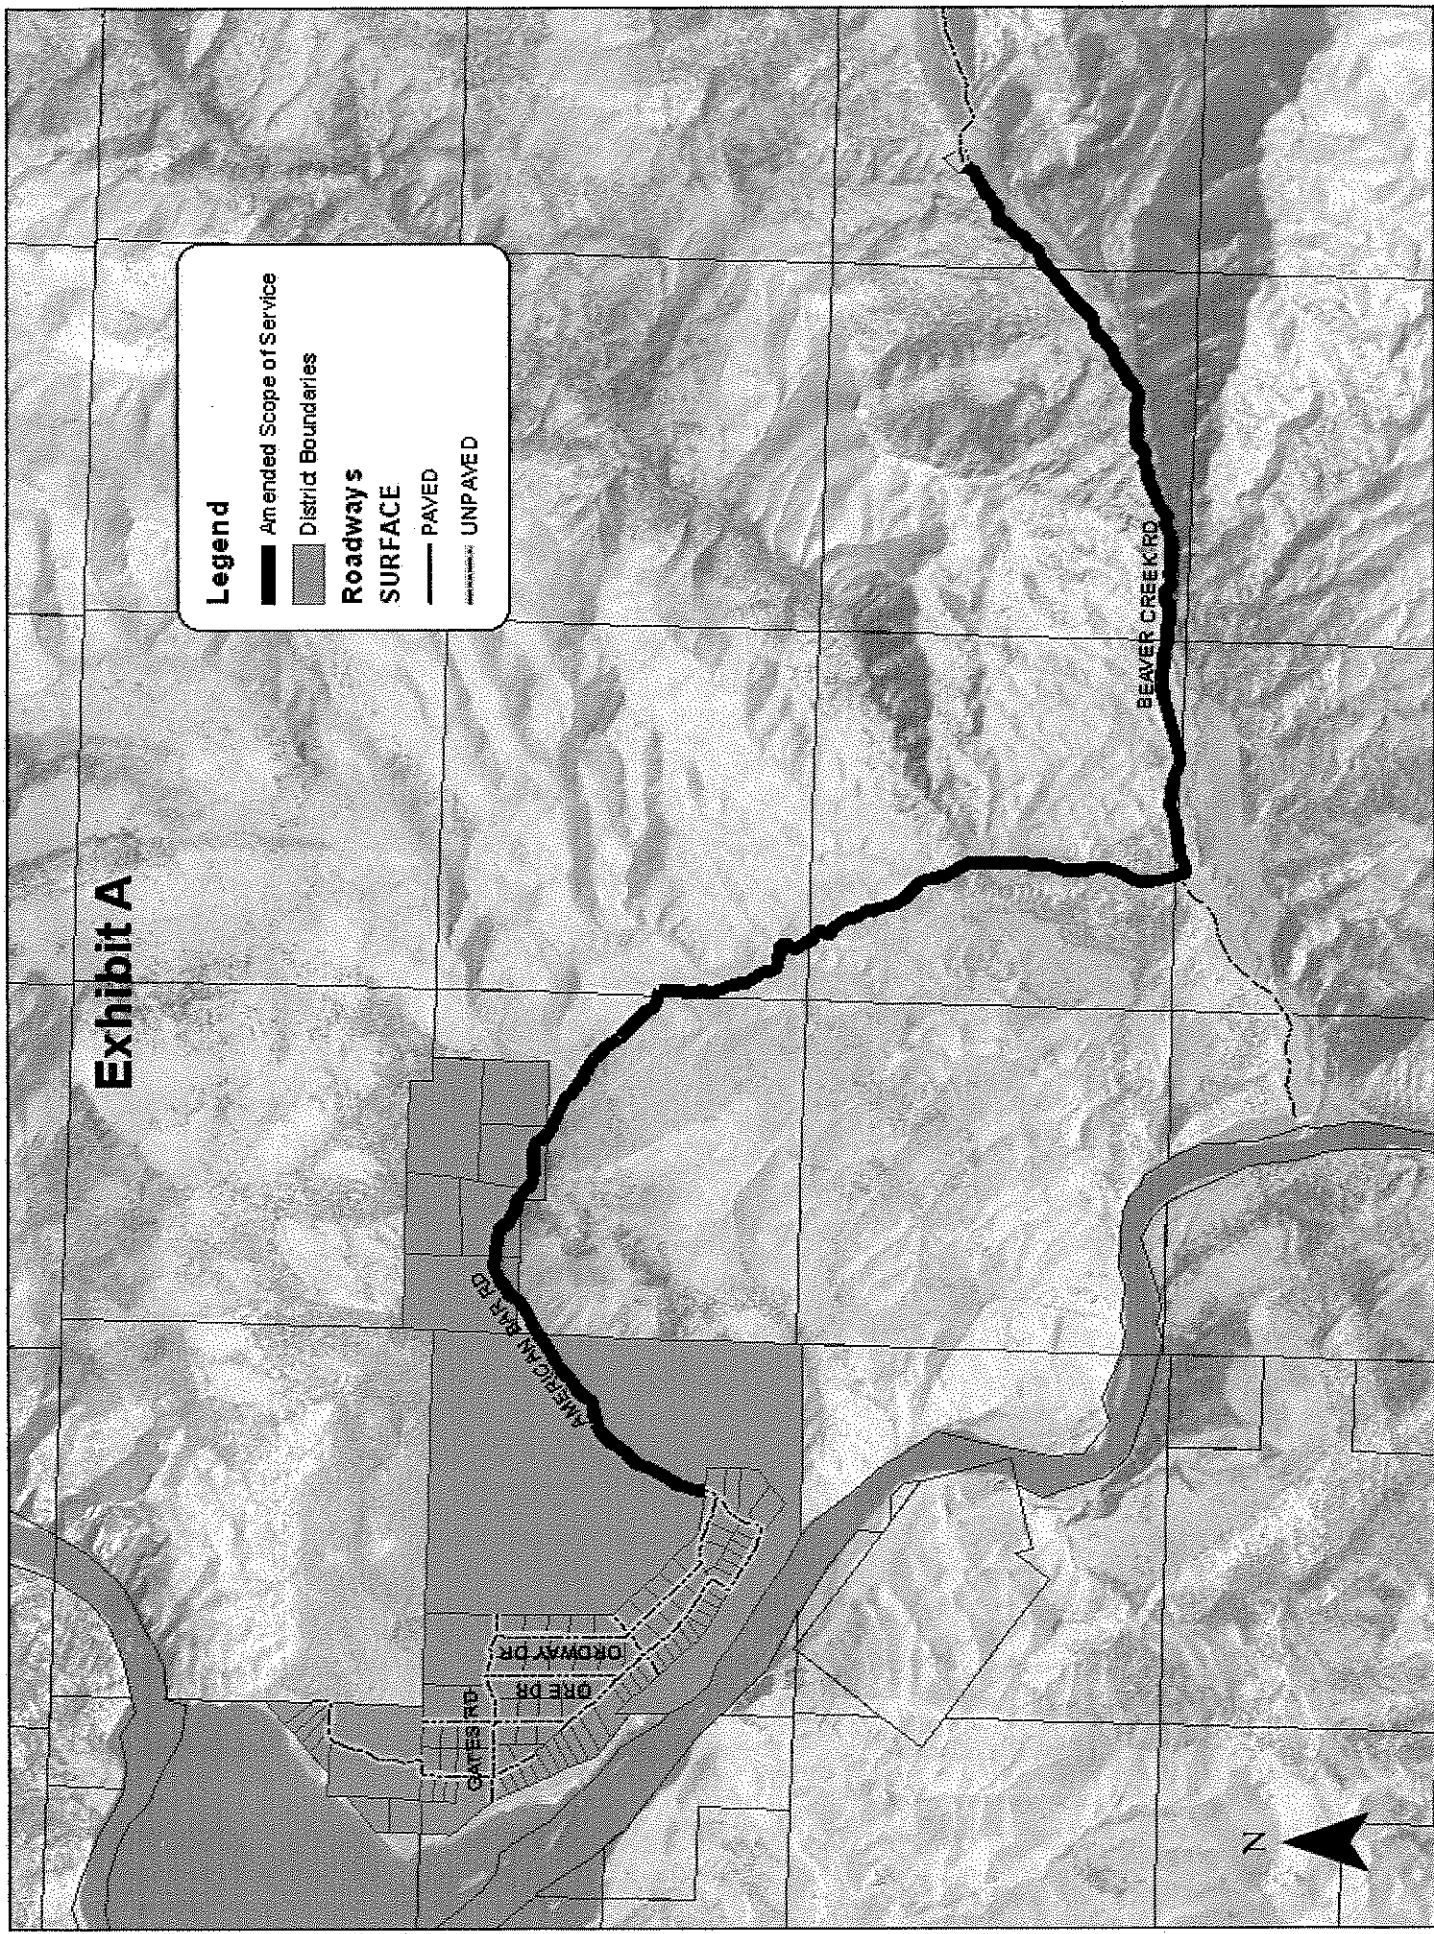 Exhibit A
Legend
Amended Scope of Service
District Boundaries
Roadways
SURFACE
PAVED
UNPAVED
AMERICAN BAR RD
BEAVER CREEK RD
GATES RD
ORE DR
ORDWAY DR
N